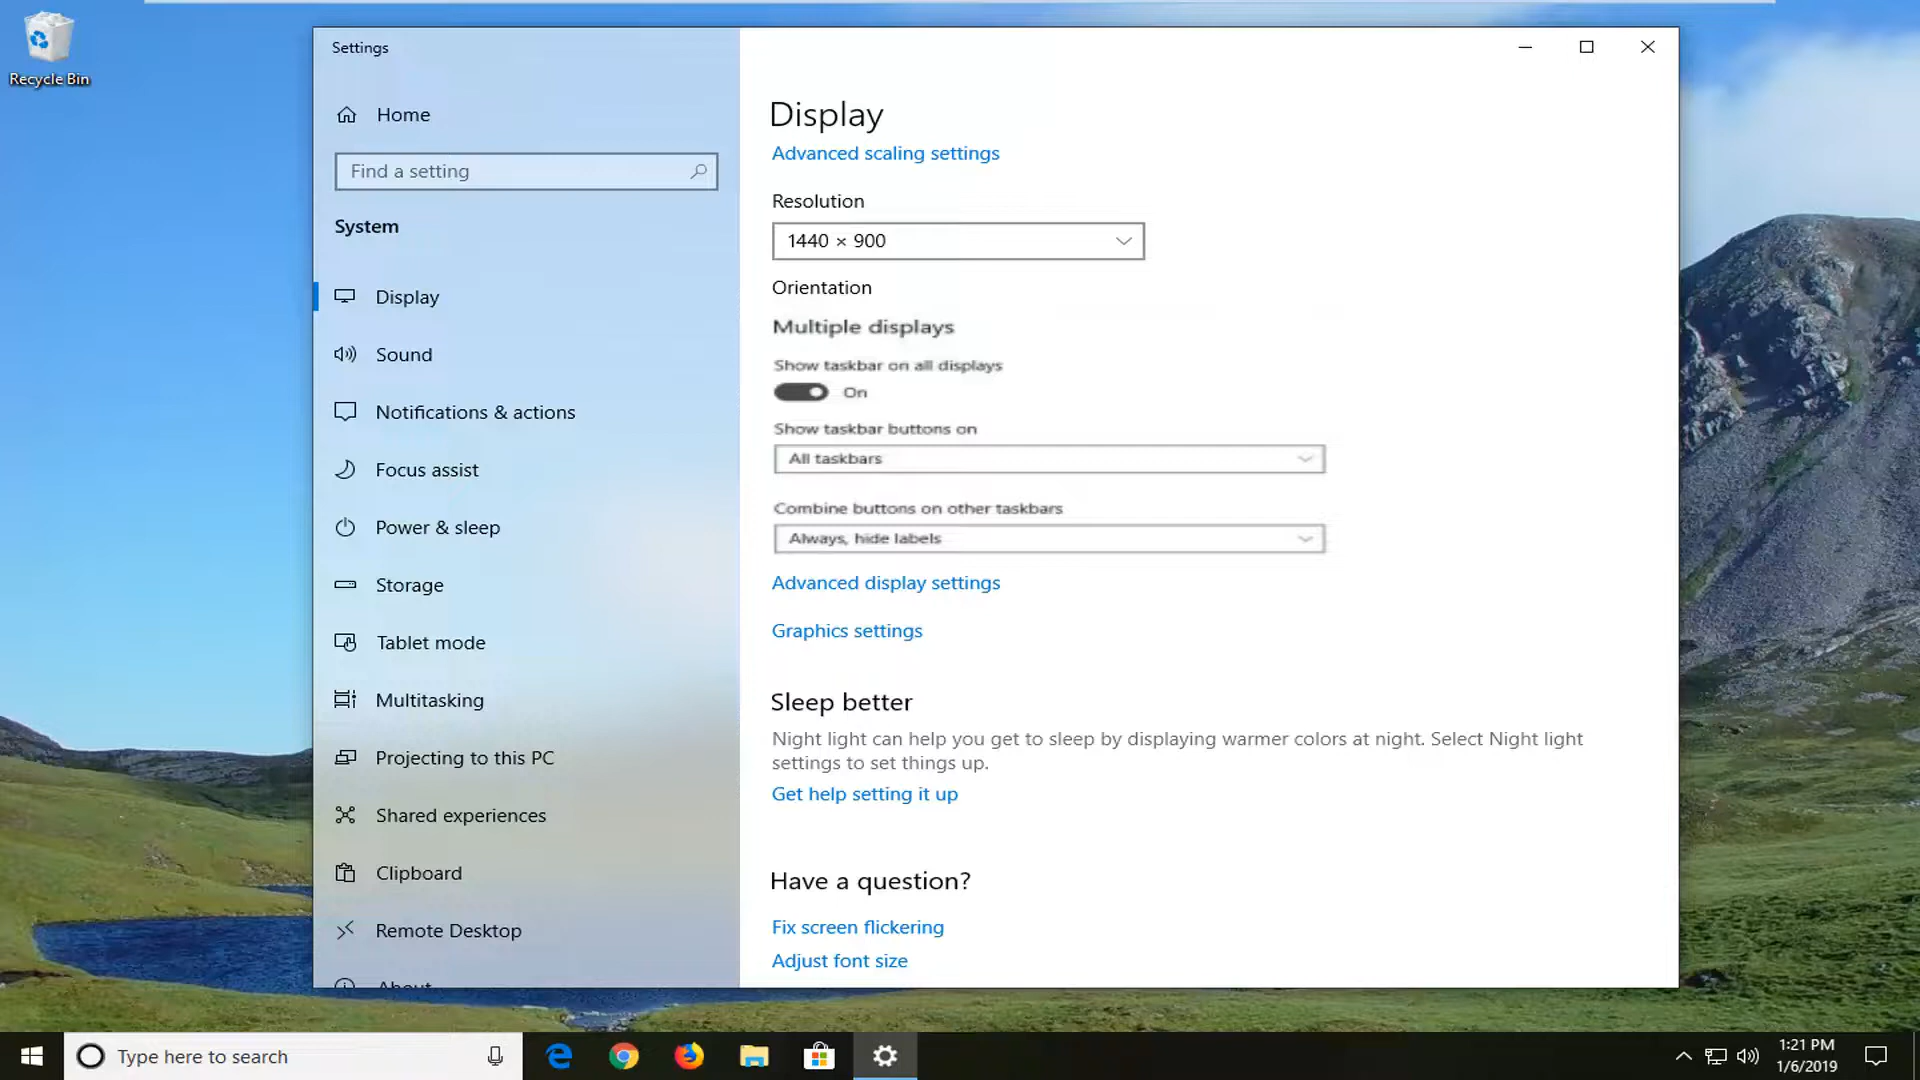 Recycle Bin
Settings
Home
Find a setting
System
Display
Sound
Notifications & actions
Focus assist
Power & sleep
Storage
Tablet mode
Multitasking
Projecting to this PC
Shared experiences
Clipboard
Remote Desktop
About
Display
Advanced scaling settings
Resolution
1440 × 900
Orientation
Multiple displays
Show taskbar on all displays
On
Show taskbar buttons on
All taskbars
Combine buttons on other taskbars
Always, hide labels
Advanced display settings
Graphics settings
Sleep better
Night light can help you get to sleep by displaying warmer colors at night. Select Night light
settings to set things up.
Get help setting it up
Have a question?
Fix screen flickering
Adjust font size
Type here to search
1:21 PM
1/6/2019